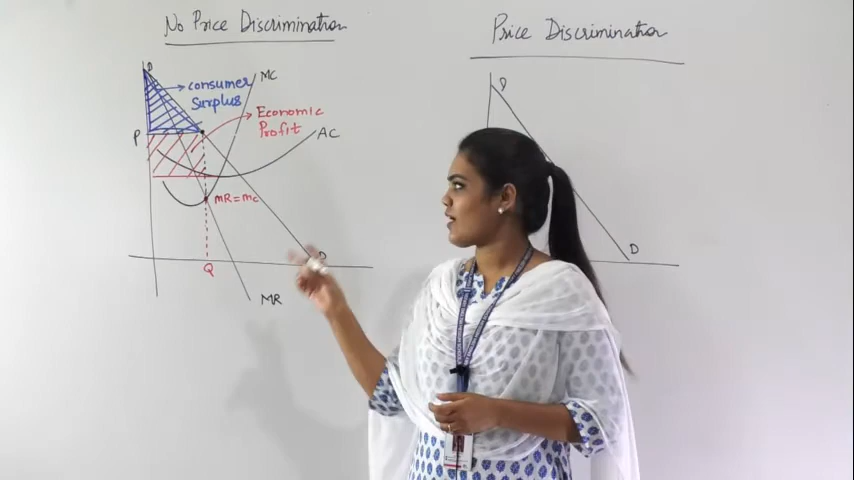 No Price Discrimination
Price Discrimination
D
consumer
Surplus
MC
Economic
Profit
P
AC
MR=MC
D
Q
MR
D
D